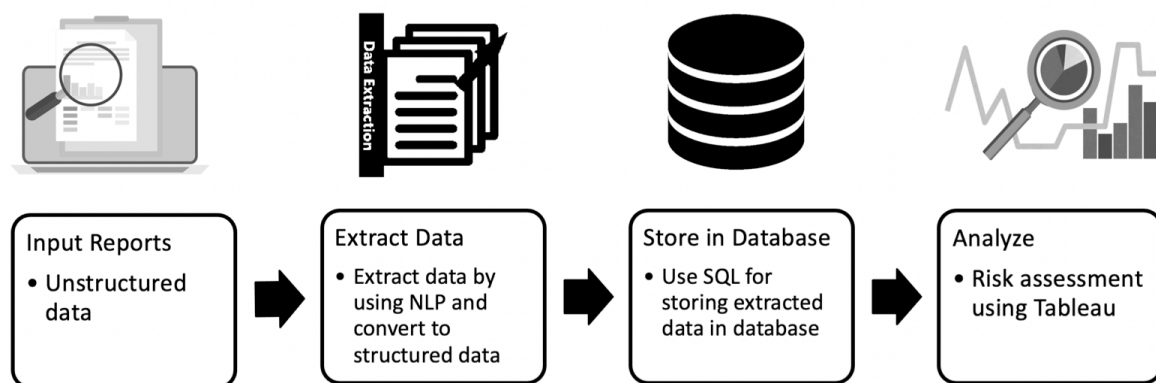 Data Extraction
Input Reports
• Unstructured
data
Extract Data
• Extract data by
using NLP and
convert to
structured data
Store in Database
• Use SQL for
storing extracted
data in database
Analyze
• Risk assessment
using Tableau